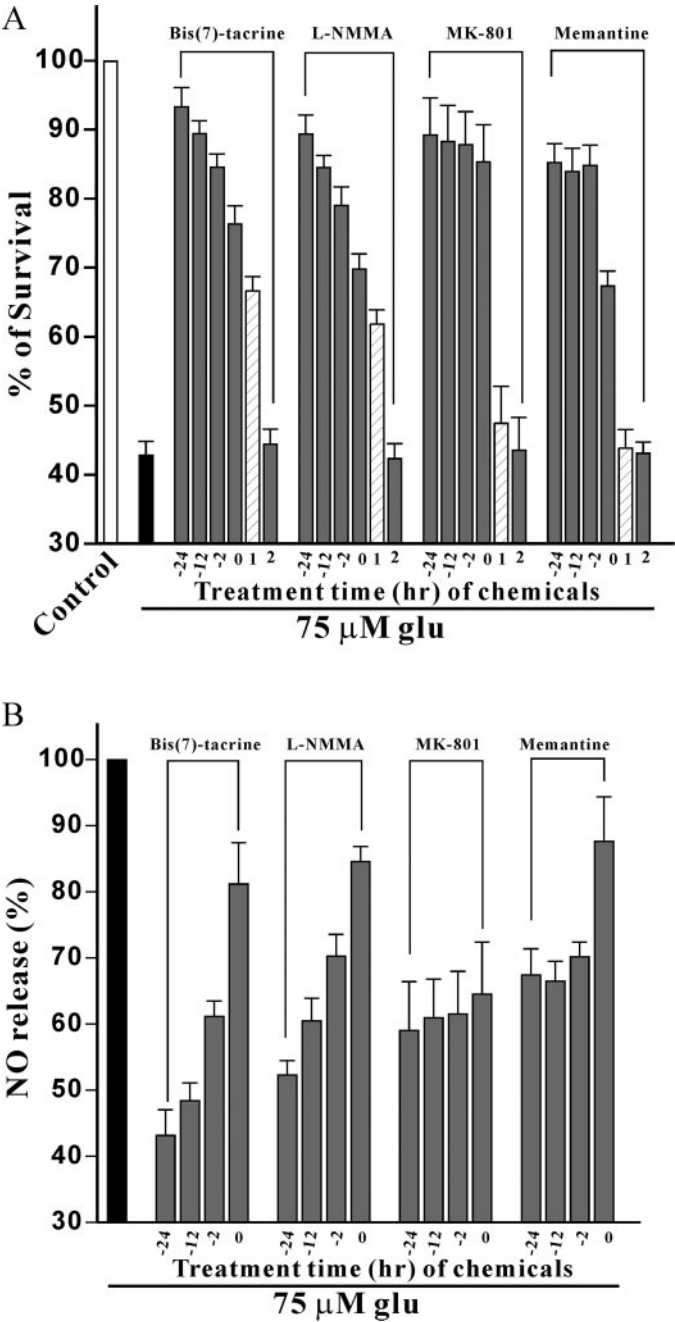 A
Bis(7)-tacrine L-NMMA MK-801 Memantine
100
90
80
70
60
50
40
30
% of Survival
Control
-24 -12 -2 0 1 2 -24 -12 -2 0 1 2 -24 -12 -2 0 1 2 -24 -12 -2 0 1 2
Treatment time (hr) of chemicals
75 μM glu
B
Bis(7)-tacrine L-NMMA MK-801 Memantine
100
90
80
70
60
50
40
30
NO release (%)
-24 -12 -2 0 -24 -12 -2 0 -24 -12 -2 0 -24 -12 -2 0
Treatment time (hr) of chemicals
75 μM glu